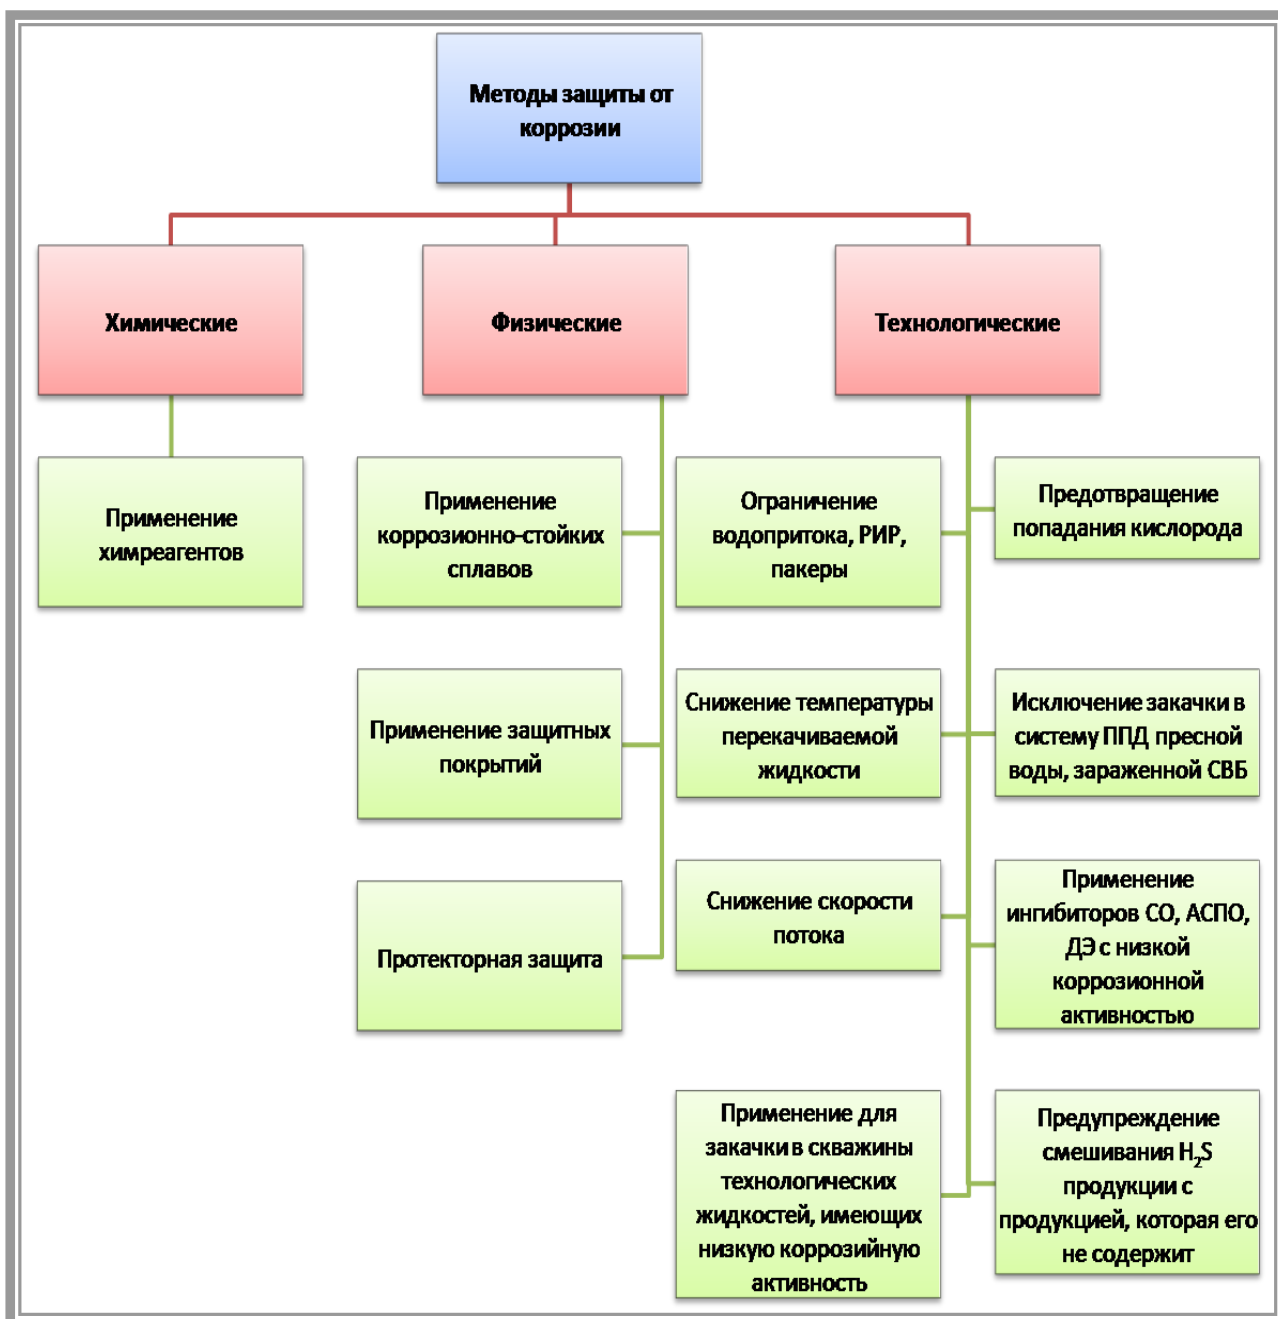 Методы защиты от
коррозии
Химические
Физические
Технологические
Применение
химреагентов
Применение
коррозионно-стойких
сплавов
Ограничение
водопритока, РИР,
пакеры
Предотвращение
попадания кислорода
Применение защитных
покрытий
Снижение температуры
перекачиваемой
жидкости
Исключение закачки в
систему ППД пресной
воды, зараженной СВБ
Протекторная защита
Снижение скорости
потока
Применение
ингибиторов СО, АСПО,
ДЭ с низкой
коррозионной
активностью
Применение для
закачки в скважины
технологических
жидкостей, имеющих
низкую коррозийную
активность
Предупреждение
смешивания H₂S
продукции с
продукцией, которая его
не содержит